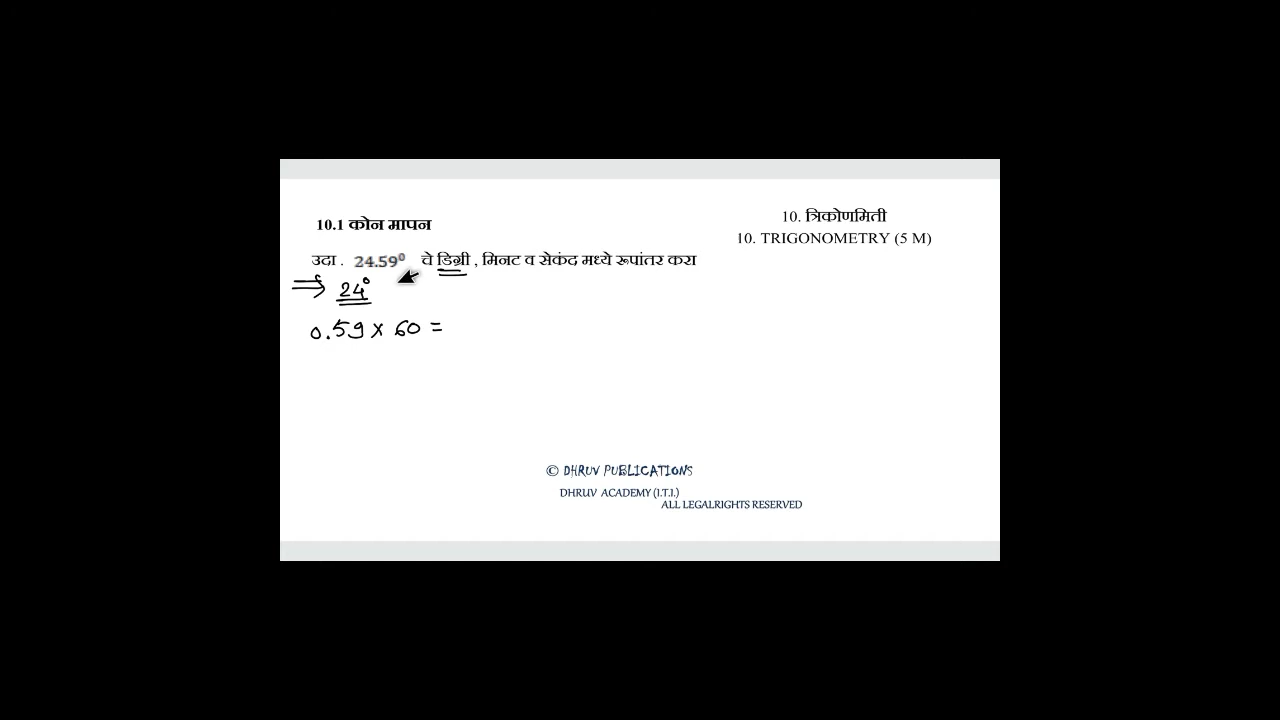 10. त्रिकोणमिती
10.1 कोन मापन
10. TRIGONOMETRY (5 M)
उदा . 24.59⁰ चे डिग्री , मिनट व सेकंद मध्ये रूपांतर करा
⇒ 24°
0.59 × 60 =
© DHRUV PUBLICATIONS
DHRUV ACADEMY (I.T.I.)
ALL LEGALRIGHTS RESERVED